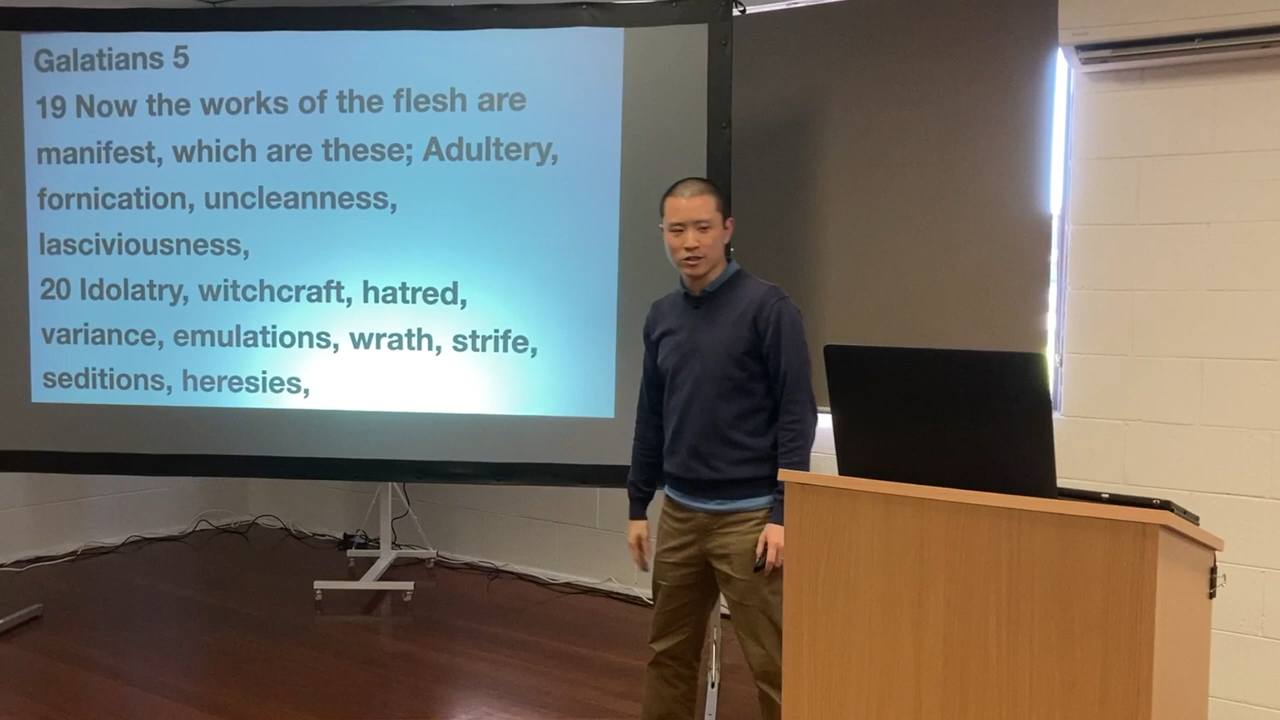 Galatians 5
19 Now the works of the flesh are
manifest, which are these; Adultery,
fornication, uncleanness,
lasciviousness,
20 Idolatry, witchcraft, hatred,
variance, emulations, wrath, strife,
seditions, heresies,